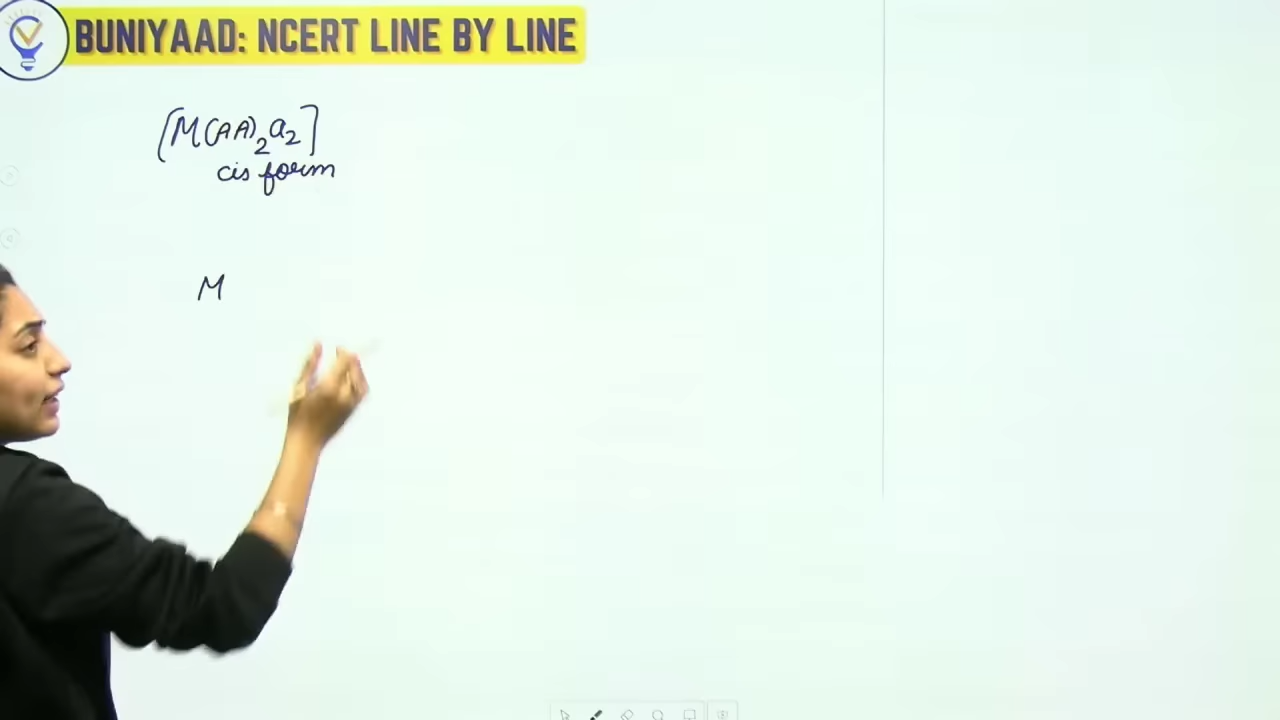 BUNIYAAD: NCERT LINE BY LINE
[M(AA)₂a₂]
cis form
M